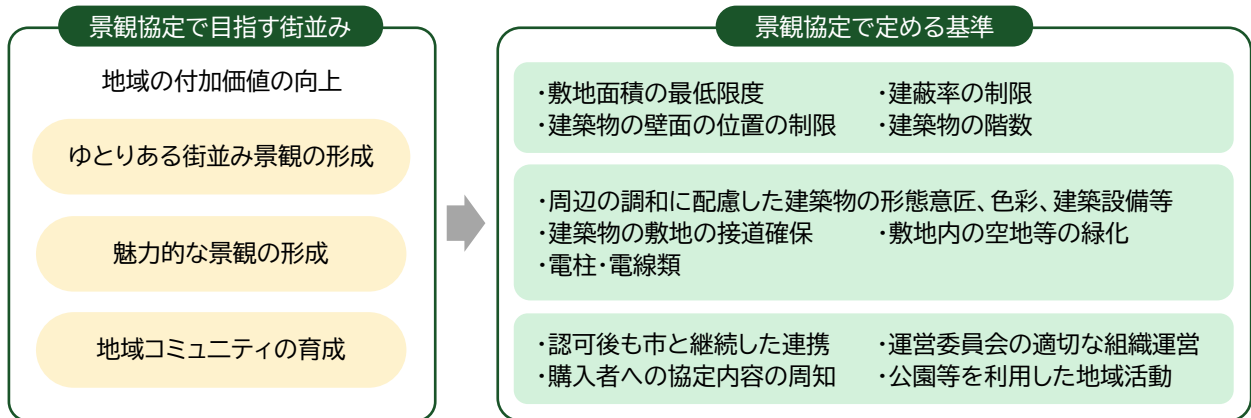 景観協定で目指す街並み
地域の付加価値の向上
ゆとりある街並み景観の形成
魅力的な景観の形成
地域コミュニティの育成
景観協定で定める基準
・敷地面積の最低限度 ・建蔽率の制限
・建築物の壁面の位置の制限 ・建築物の階数
・周辺の調和に配慮した建築物の形態意匠、色彩、建築設備等
・建築物の敷地の接道確保 ・敷地内の空地等の緑化
・電柱・電線類
・認可後も市と継続した連携 ・運営委員会の適切な組織運営
・購入者への協定内容の周知 ・公園等を利用した地域活動